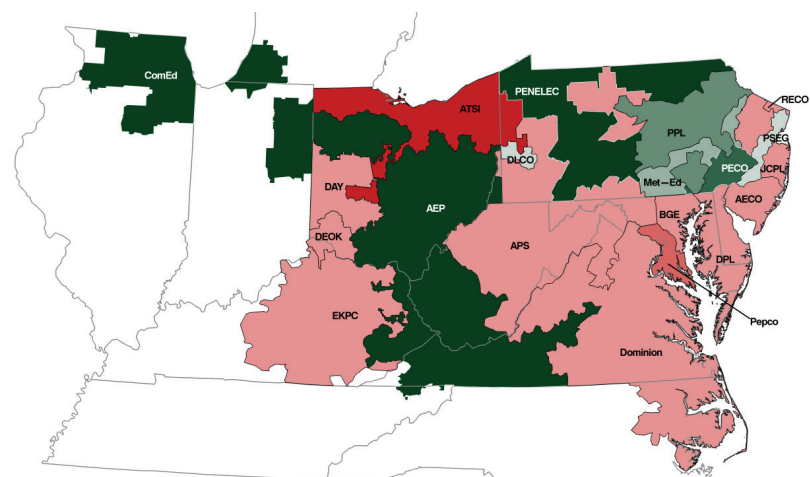 ComEd
PENELEC
RECO
ATSI
PPL
PSEG
DLCO
PECO
JCPL
Met—Ed
DAY
AECO
AEP
BGE
DEOK
APS
DPL
EKPC
Pepco
Dominion